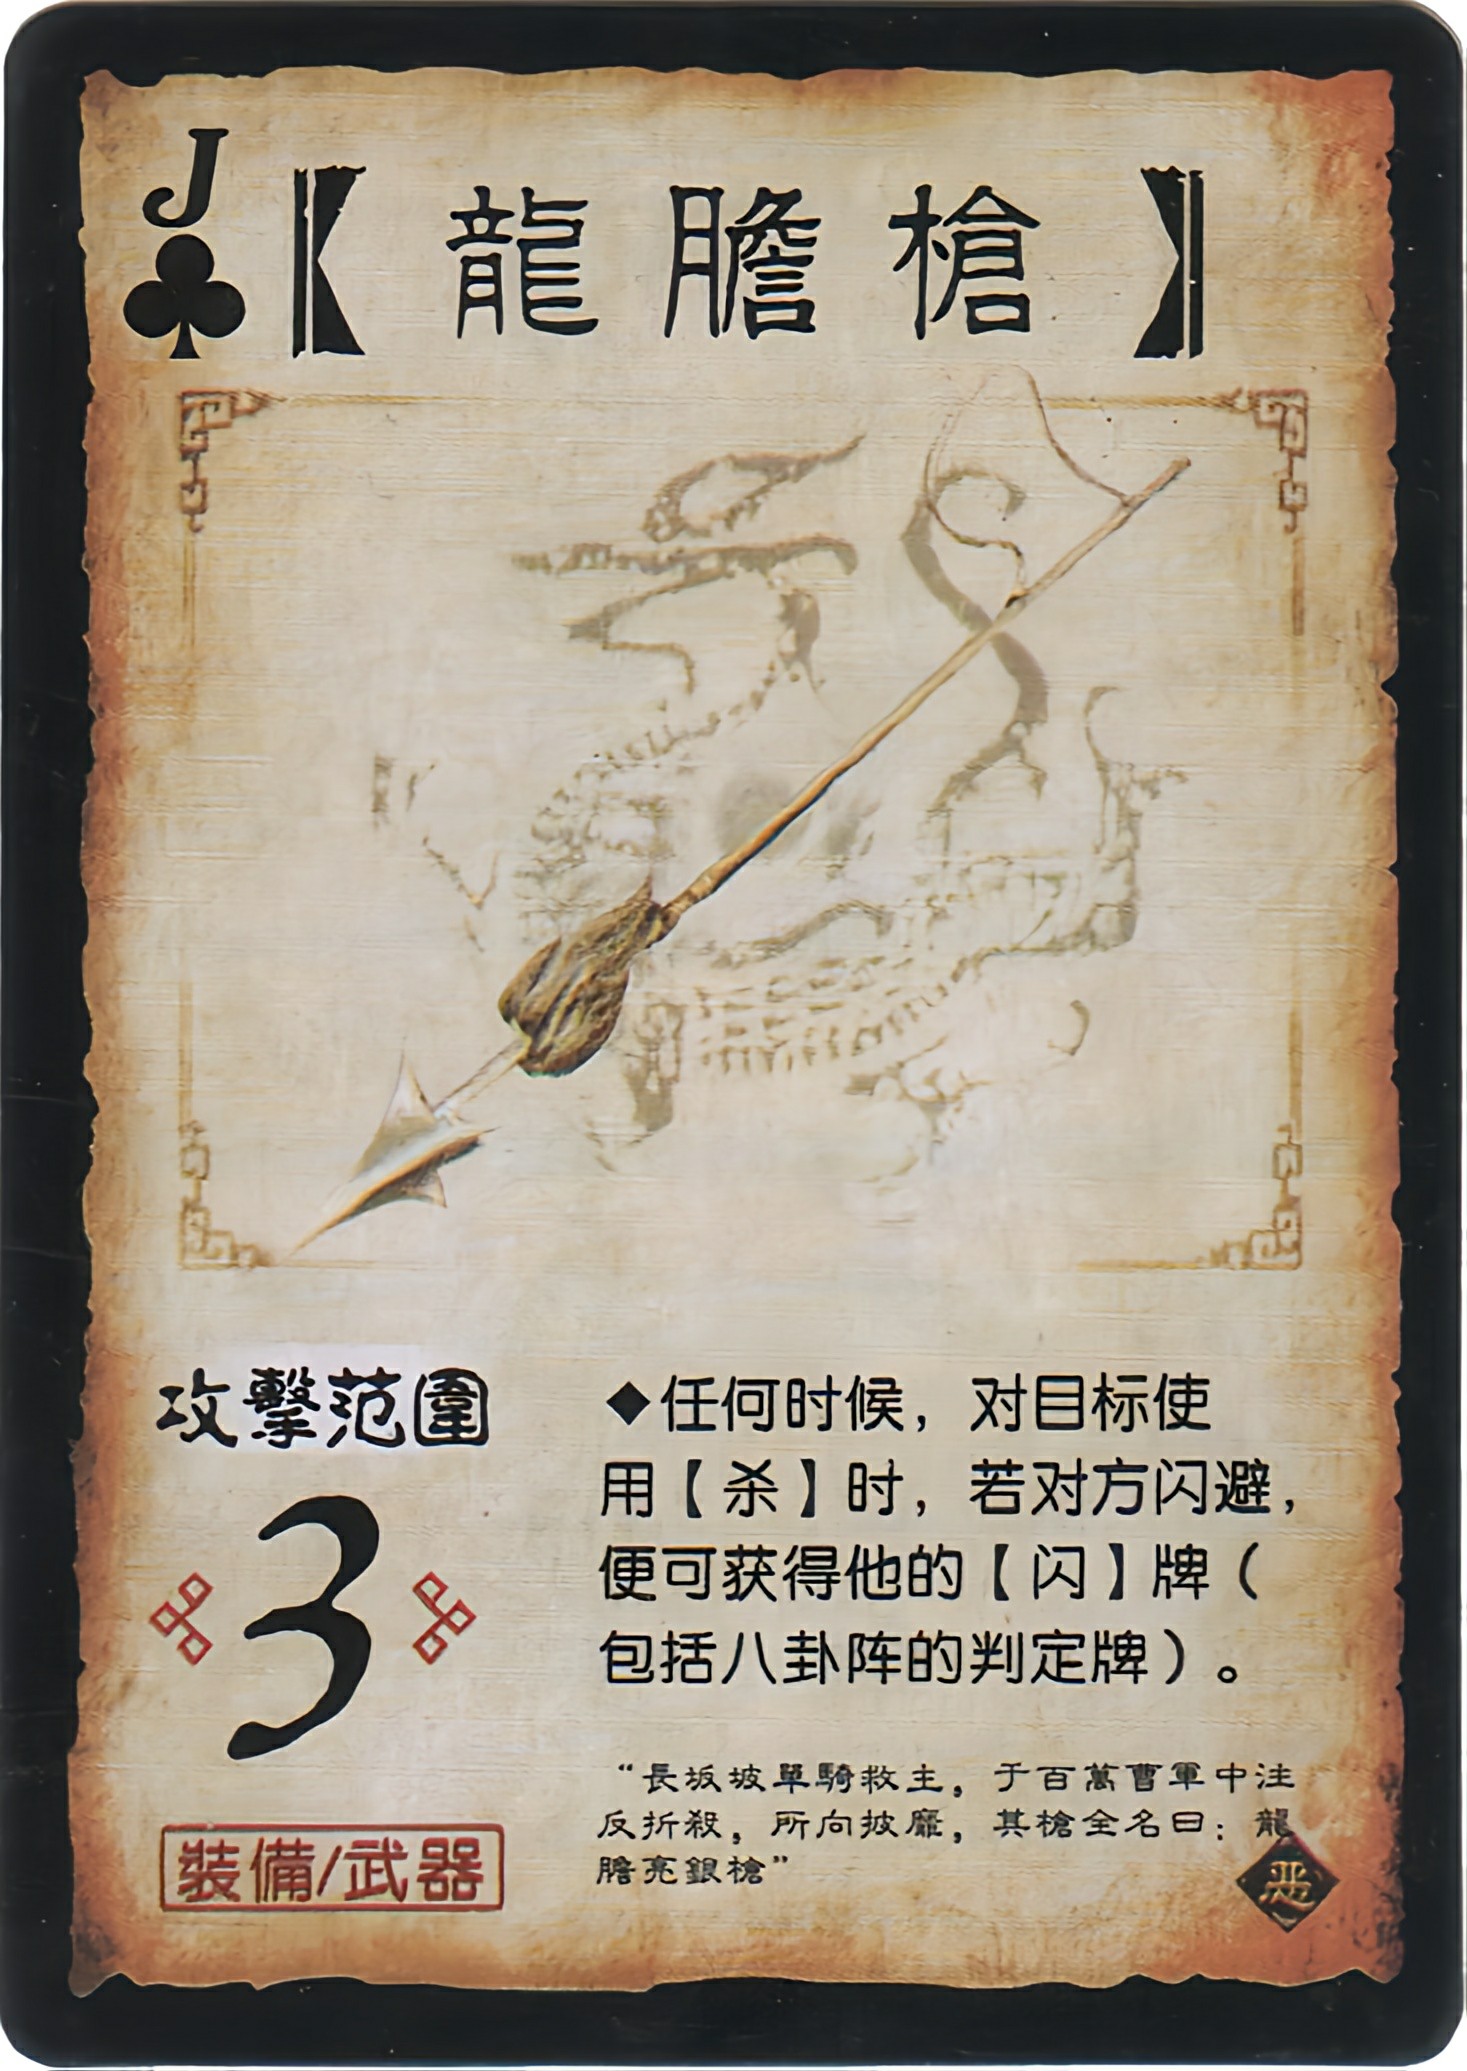 J
【龍膽槍】
攻擊范圍
3
◆任何时候，对目标使
用【杀】时，若对方闪避，
便可获得他的【闪】牌（
包括八卦阵的判定牌）。
“長坂坡單騎救主，于百萬曹軍中注
反折殺，所向披靡，其槍全名曰：龍
膽亮銀槍”
裝備/武器
恶